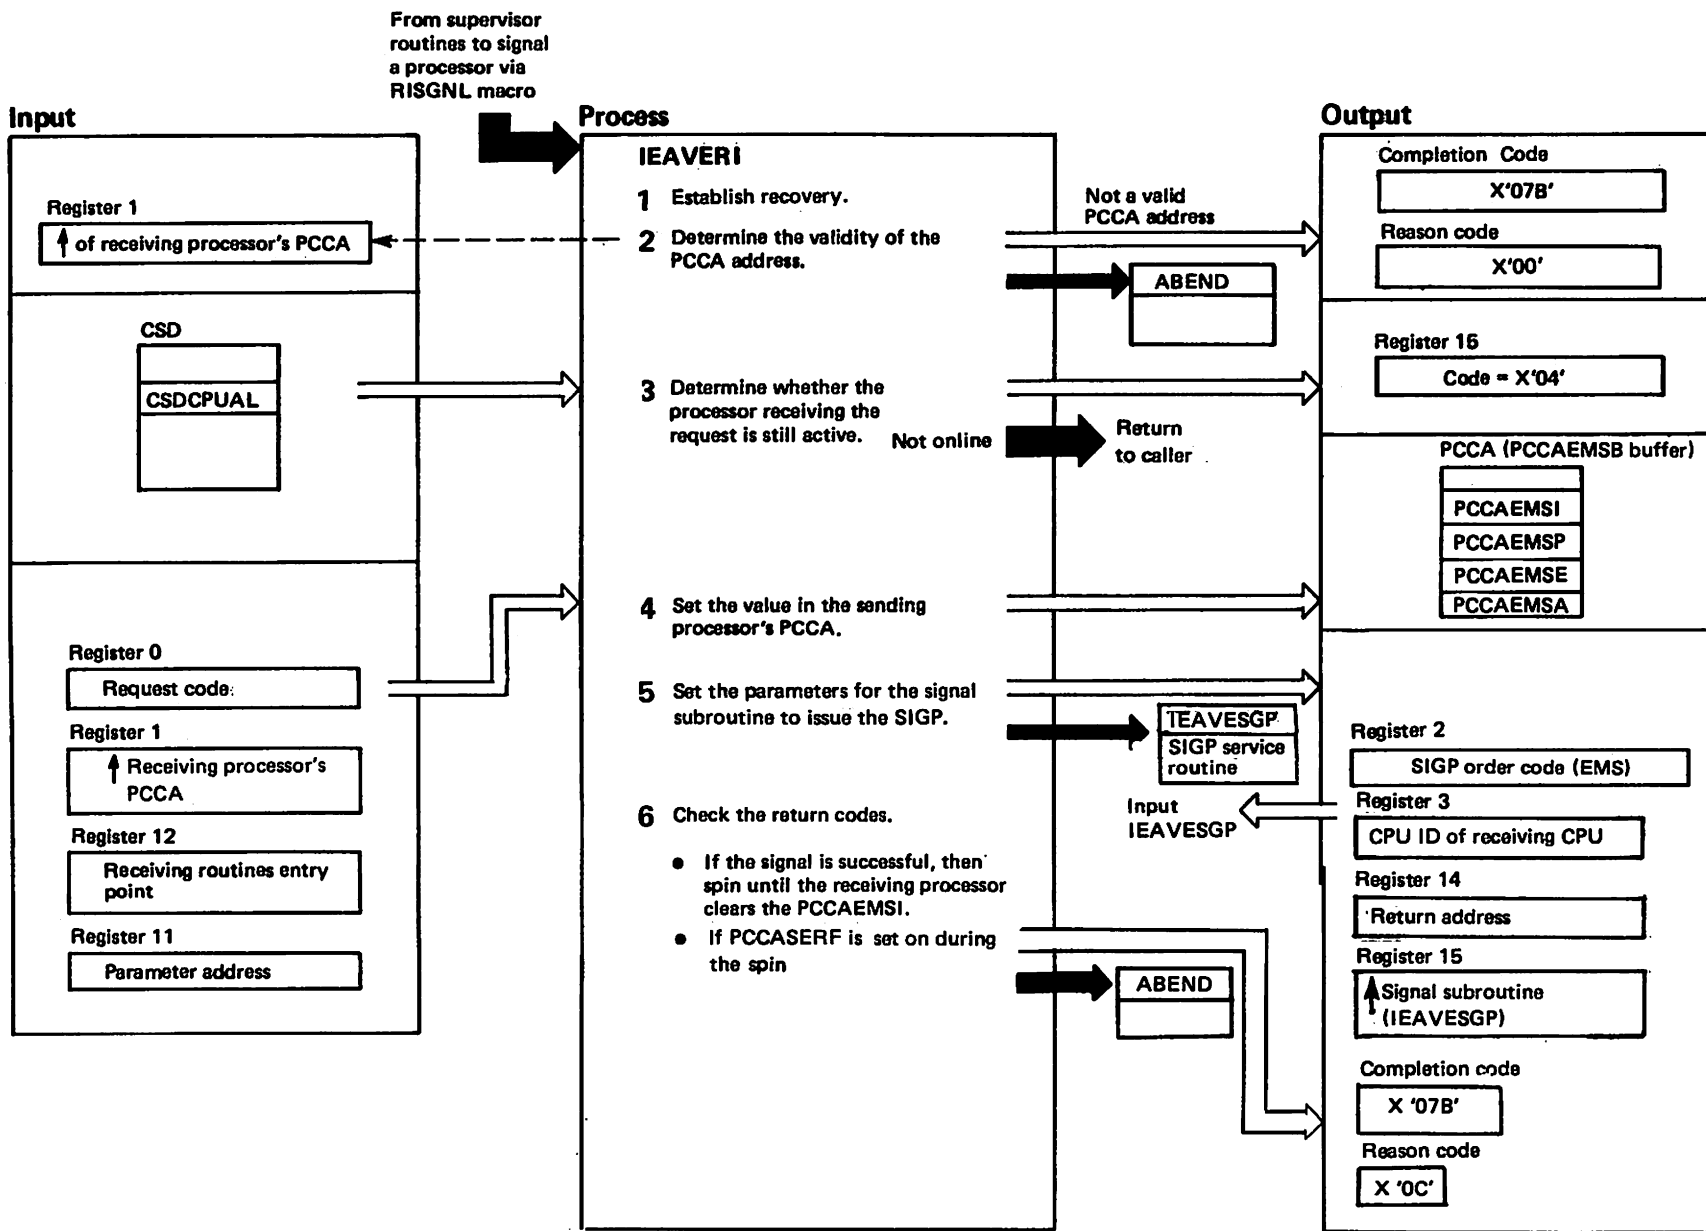 From supervisor
routines to signal
a processor via
RISGNL macro
Input
Register 1
of receiving processor's PCCA
CSD
CSDCPUAL
Register 0
Request code
Register 1
Receiving processor's
PCCA
Register 12
Receiving routines entry
point
Register 11
Parameter address
Process
IEAVERI
1 Establish recovery.
2 Determine the validity of the
PCCA address.
Not a valid
PCCA address
ABEND
3 Determine whether the
processor receiving the
request is still active.
Not online
Return
to caller
4 Set the value in the sending
processor's PCCA.
5 Set the parameters for the signal
subroutine to issue the SIGP.
IEAVESGP
SIGP service
routine
6 Check the return codes.
Input
IEAVESGP
● If the signal is successful, then
spin until the receiving processor
clears the PCCAEMSI.
● If PCCASERF is set on during
the spin
ABEND
Output
Completion Code
X'07B'
Reason code
X'00'
Register 15
Code = X'04'
PCCA (PCCAEMSB buffer)
PCCAEMSI
PCCAEMSP
PCCAEMSE
PCCAEMSA
Register 2
SIGP order code (EMS)
Register 3
CPU ID of receiving CPU
Register 14
Return address
Register 15
Signal subroutine
(IEAVESGP)
Completion code
X '07B'
Reason code
X '0C'